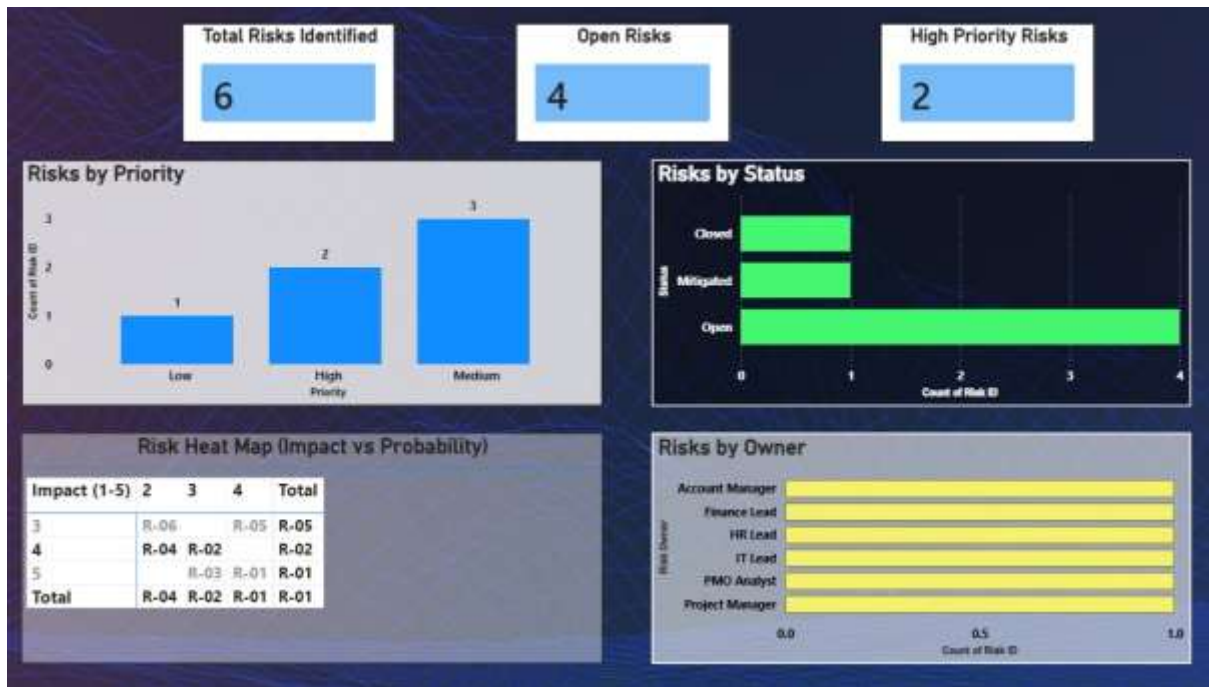 Total Risks Identified
6
Open Risks
4
High Priority Risks
2
Risks by Priority
Count of Risk ID
3
2
1
0
1
2
3
Low High Medium
Priority
Risks by Status
Status
Closed
Mitigated
Open
0 1 2 3 4
Count of Risk ID
Risk Heat Map (Impact vs Probability)
Impact (1-5) 2 3 4 Total
3 R-06 R-05 R-05
4 R-04 R-02 R-02
5 R-03 R-01 R-01
Total R-04 R-02 R-01 R-01
Risks by Owner
Risk Owner
Account Manager
Finance Lead
HR Lead
IT Lead
PMO Analyst
Project Manager
0.0 0.5 1.0
Count of Risk ID